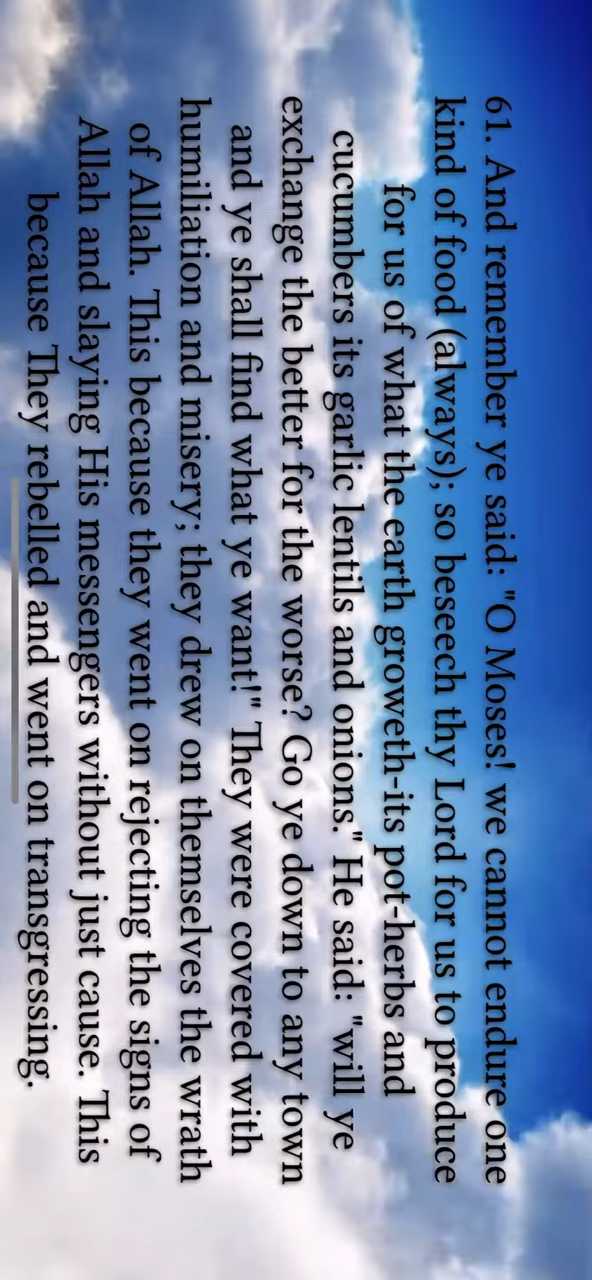 61. And remember ye said: "O Moses! we cannot endure one
kind of food (always); so beseech thy Lord for us to produce
for us of what the earth groweth-its pot-herbs and
cucumbers its garlic lentils and onions." He said: "will ye
exchange the better for the worse? Go ye down to any town
and ye shall find what ye want!" They were covered with
humiliation and misery; they drew on themselves the wrath
of Allah. This because they went on rejecting the signs of
Allah and slaying His messengers without just cause. This
because They rebelled and went on transgressing.